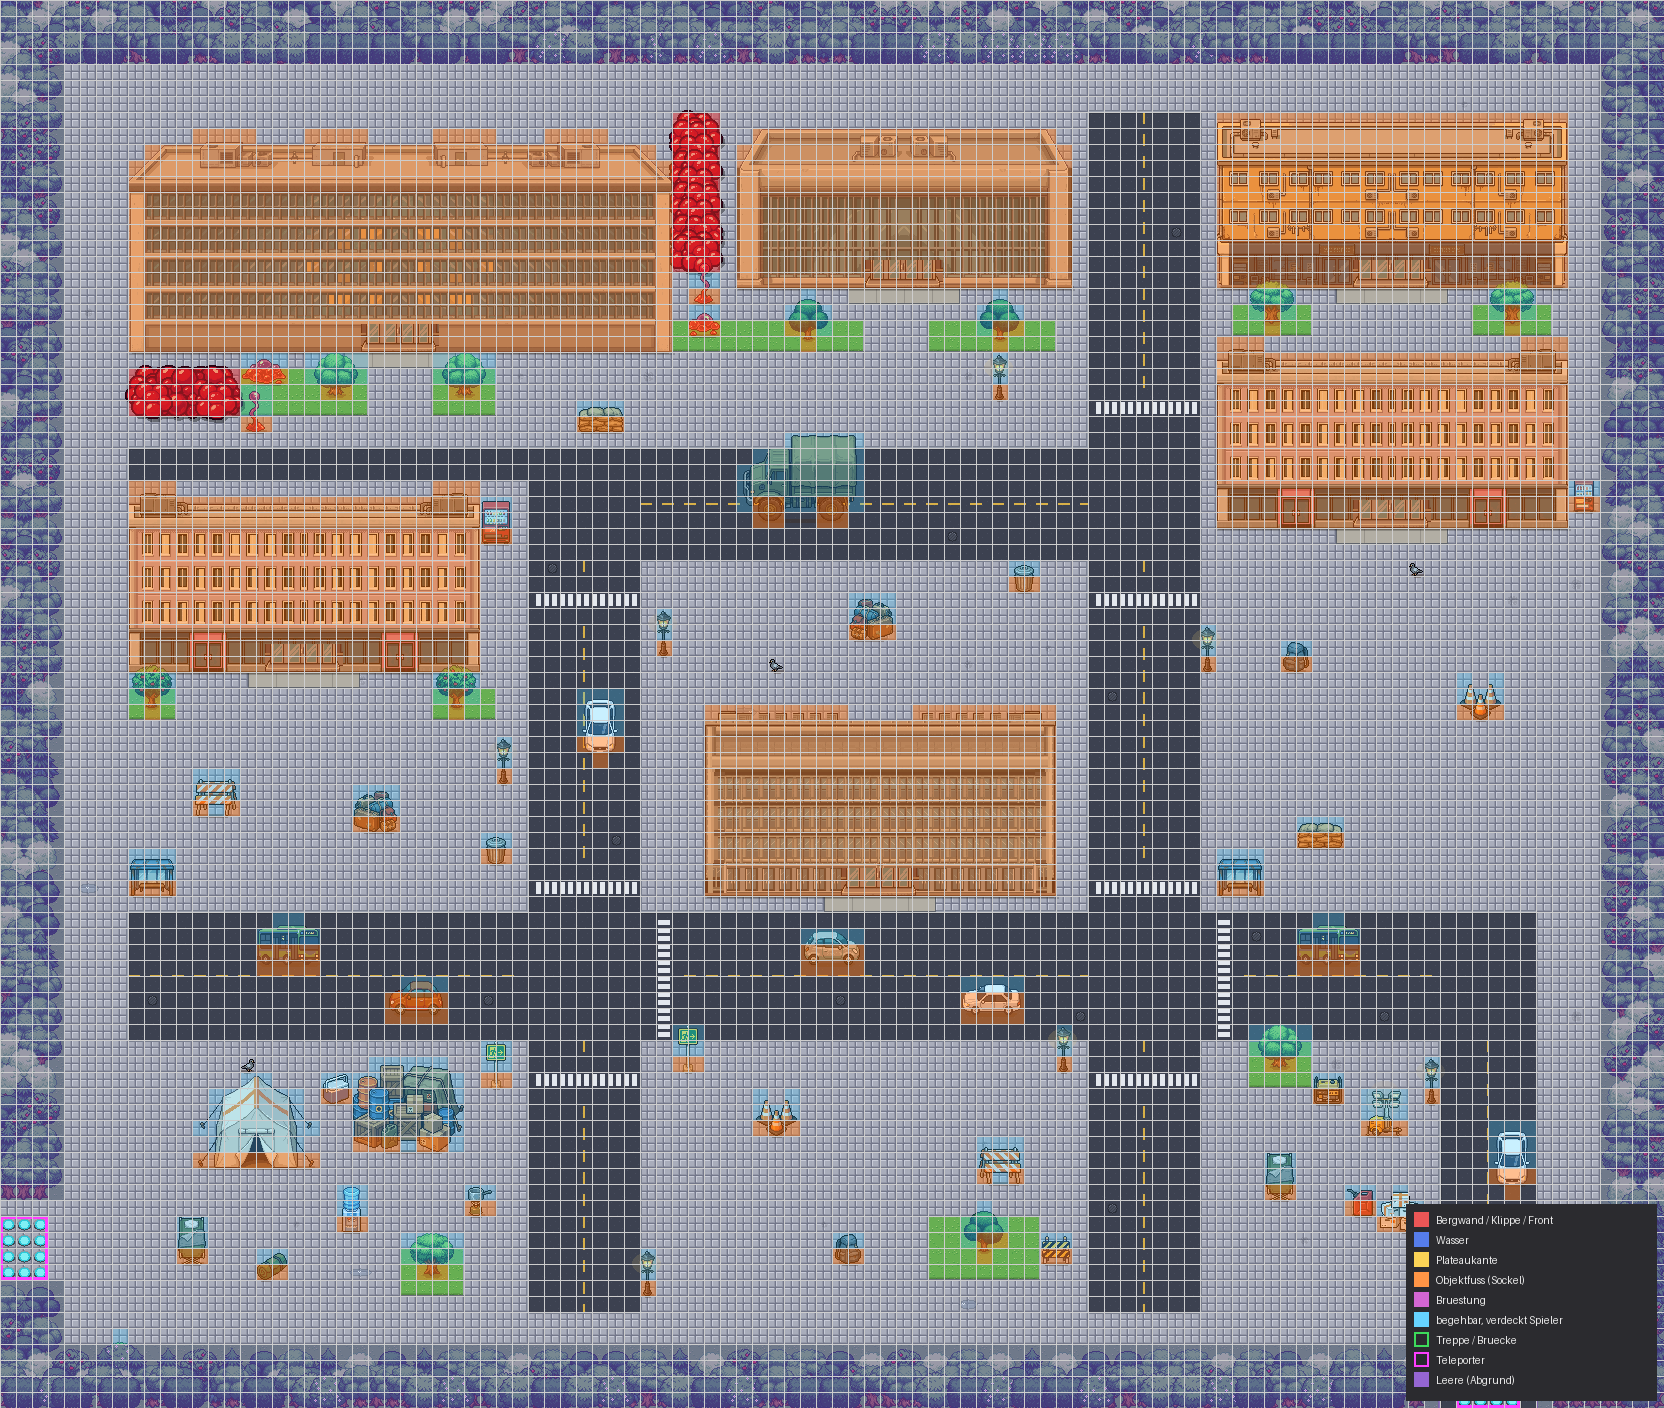 Bergwand / Klippe / Front
Wasser
Plateaukante
Objektfuss (Sockel)
Bruestung
begehbar, verdeckt Spieler
Treppe / Bruecke
Teleporter
Leere (Abgrund)